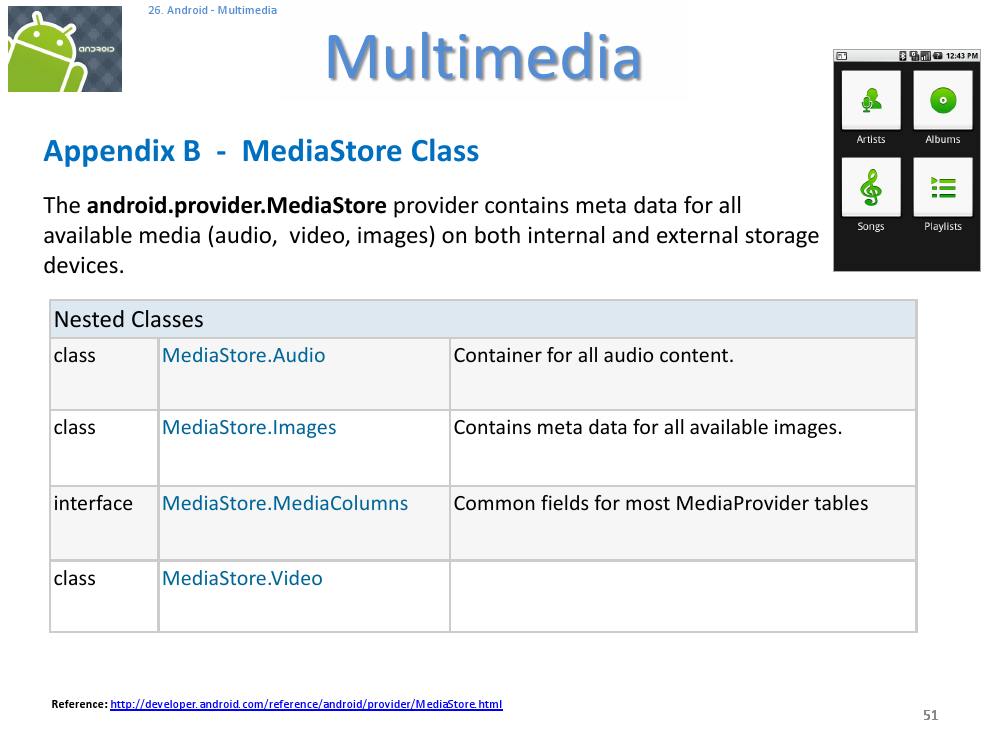 26. Android - Multimedia
ANDROID
Multimedia
12:43 PM
Artists
Albums
Songs
Playlists
Appendix B - MediaStore Class
The android.provider.MediaStore provider contains meta data for all
available media (audio, video, images) on both internal and external storage
devices.
Nested Classes
class MediaStore.Audio Container for all audio content.
class MediaStore.Images Contains meta data for all available images.
interface MediaStore.MediaColumns Common fields for most MediaProvider tables
class MediaStore.Video
Reference: http://developer.android.com/reference/android/provider/MediaStore.html
51